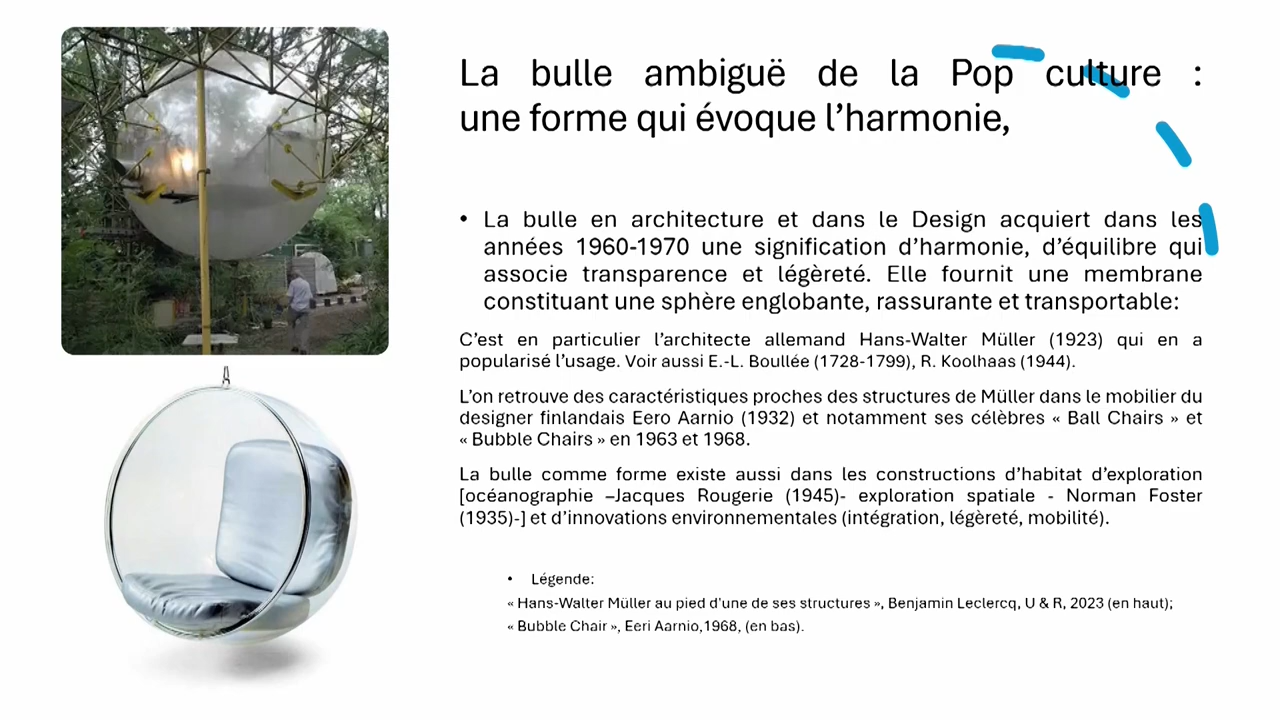 La bulle ambiguë de la Pop culture :
une forme qui évoque l’harmonie,
• La bulle en architecture et dans le Design acquiert dans les
années 1960-1970 une signification d’harmonie, d’équilibre qui
associe transparence et légèreté. Elle fournit une membrane
constituant une sphère englobante, rassurante et transportable:
C’est en particulier l’architecte allemand Hans-Walter Müller (1923) qui en a
popularisé l’usage. Voir aussi E.-L. Boullée (1728-1799), R. Koolhaas (1944).
L’on retrouve des caractéristiques proches des structures de Müller dans le mobilier du
designer finlandais Eero Aarnio (1932) et notamment ses célèbres « Ball Chairs » et
« Bubble Chairs » en 1963 et 1968.
La bulle comme forme existe aussi dans les constructions d’habitat d’exploration
[océanographie –Jacques Rougerie (1945)- exploration spatiale - Norman Foster
(1935)-] et d’innovations environnementales (intégration, légèreté, mobilité).
• Légende:
« Hans-Walter Müller au pied d'une de ses structures », Benjamin Leclercq, U & R, 2023 (en haut);
« Bubble Chair », Eeri Aarnio,1968, (en bas).